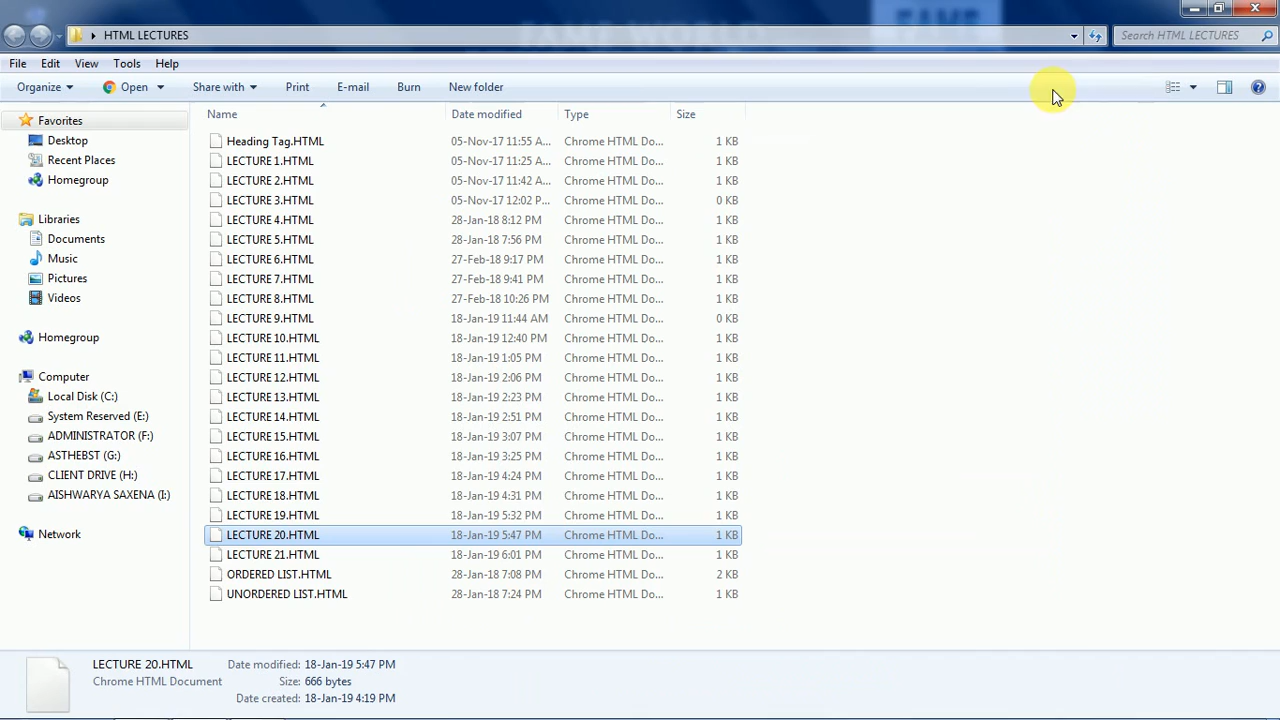 HTML LECTURES
Search HTML LECTURES
File Edit View Tools Help
Organize Open Share with Print E-mail Burn New folder
Name Date modified Type Size
Favorites
Desktop
Recent Places
Homegroup
Libraries
Documents
Music
Pictures
Videos
Homegroup
Computer
Local Disk (C:)
System Reserved (E:)
ADMINISTRATOR (F:)
ASTHEBST (G:)
CLIENT DRIVE (H:)
AISHWARYA SAXENA (I:)
Network
Heading Tag.HTML 05-Nov-17 11:55 A... Chrome HTML Do... 1 KB
LECTURE 1.HTML 05-Nov-17 11:25 A... Chrome HTML Do... 1 KB
LECTURE 2.HTML 05-Nov-17 11:42 A... Chrome HTML Do... 1 KB
LECTURE 3.HTML 05-Nov-17 12:02 P... Chrome HTML Do... 0 KB
LECTURE 4.HTML 28-Jan-18 8:12 PM Chrome HTML Do... 1 KB
LECTURE 5.HTML 28-Jan-18 7:56 PM Chrome HTML Do... 1 KB
LECTURE 6.HTML 27-Feb-18 9:17 PM Chrome HTML Do... 1 KB
LECTURE 7.HTML 27-Feb-18 9:41 PM Chrome HTML Do... 1 KB
LECTURE 8.HTML 27-Feb-18 10:26 PM Chrome HTML Do... 1 KB
LECTURE 9.HTML 18-Jan-19 11:44 AM Chrome HTML Do... 0 KB
LECTURE 10.HTML 18-Jan-19 12:40 PM Chrome HTML Do... 1 KB
LECTURE 11.HTML 18-Jan-19 1:05 PM Chrome HTML Do... 1 KB
LECTURE 12.HTML 18-Jan-19 2:06 PM Chrome HTML Do... 1 KB
LECTURE 13.HTML 18-Jan-19 2:23 PM Chrome HTML Do... 1 KB
LECTURE 14.HTML 18-Jan-19 2:51 PM Chrome HTML Do... 1 KB
LECTURE 15.HTML 18-Jan-19 3:07 PM Chrome HTML Do... 1 KB
LECTURE 16.HTML 18-Jan-19 3:25 PM Chrome HTML Do... 1 KB
LECTURE 17.HTML 18-Jan-19 4:24 PM Chrome HTML Do... 1 KB
LECTURE 18.HTML 18-Jan-19 4:31 PM Chrome HTML Do... 1 KB
LECTURE 19.HTML 18-Jan-19 5:32 PM Chrome HTML Do... 1 KB
LECTURE 20.HTML 18-Jan-19 5:47 PM Chrome HTML Do... 1 KB
LECTURE 21.HTML 18-Jan-19 6:01 PM Chrome HTML Do... 1 KB
ORDERED LIST.HTML 28-Jan-18 7:08 PM Chrome HTML Do... 2 KB
UNORDERED LIST.HTML 28-Jan-18 7:24 PM Chrome HTML Do... 1 KB
LECTURE 20.HTML Date modified: 18-Jan-19 5:47 PM
Chrome HTML Document Size: 666 bytes
Date created: 18-Jan-19 4:19 PM